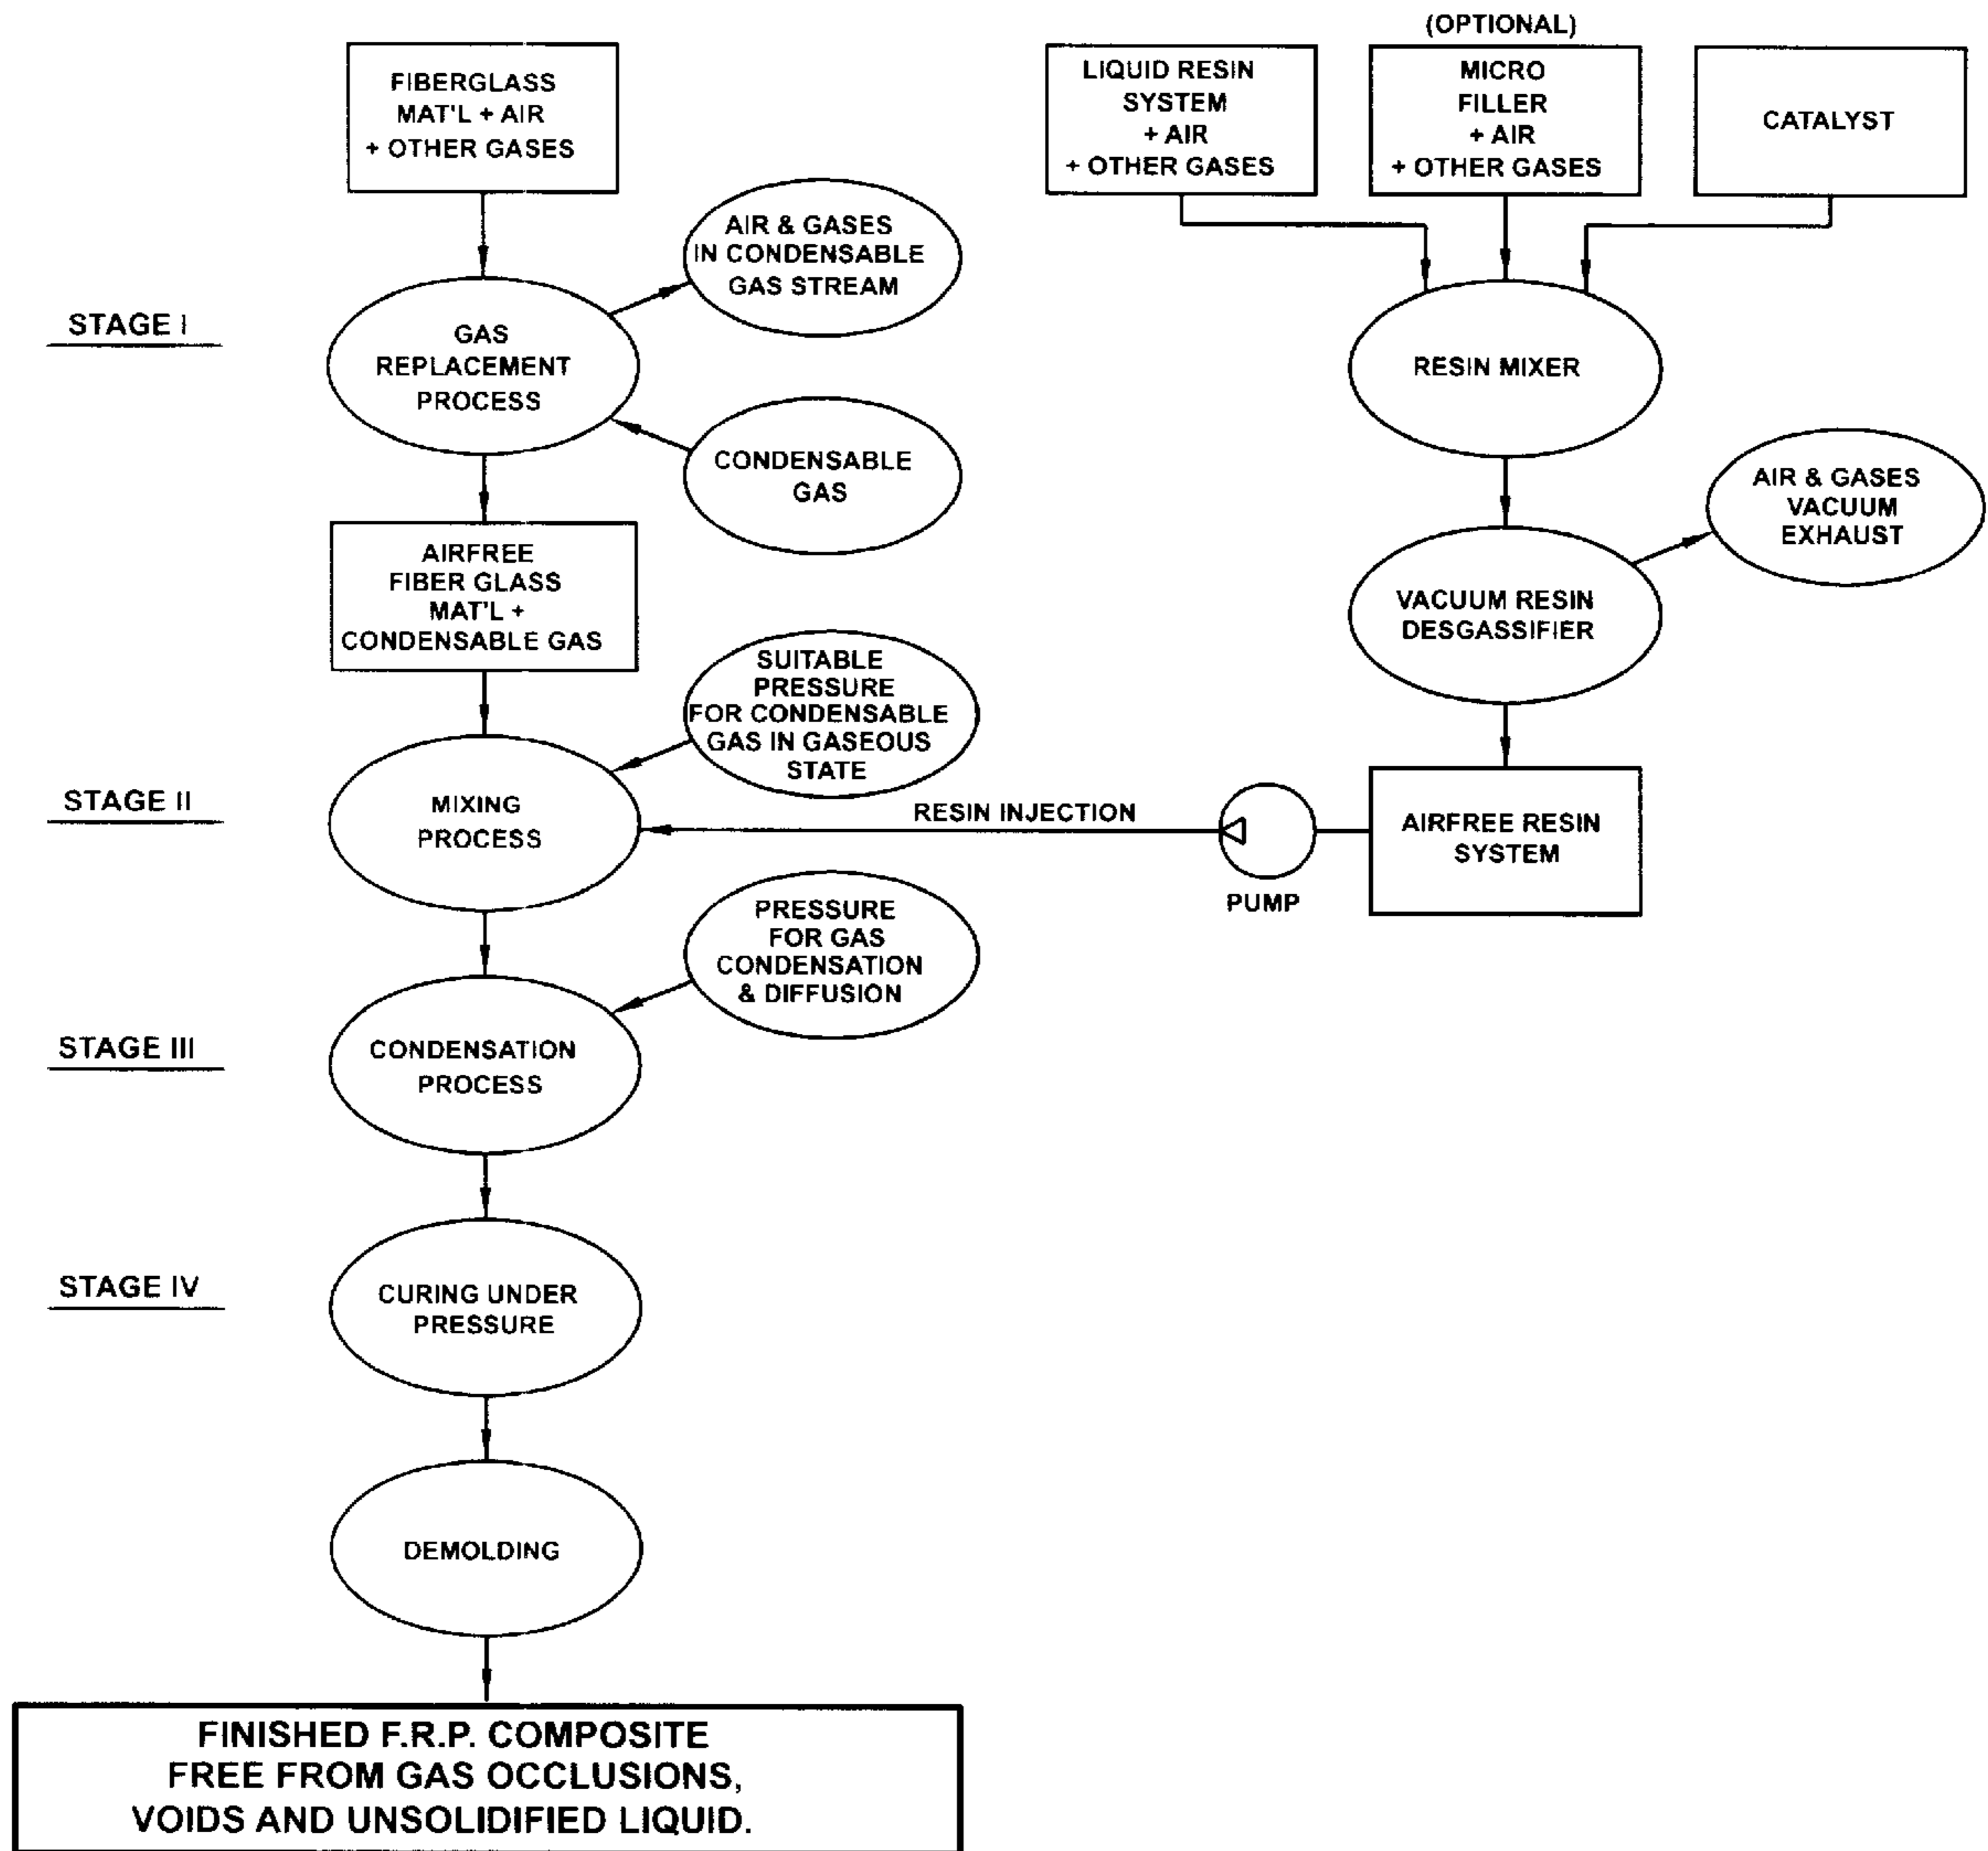 (OPTIONAL)
FIBERGLASS
MAT'L + AIR
+ OTHER GASES
LIQUID RESIN
SYSTEM
+ AIR
+ OTHER GASES
MICRO
FILLER
+ AIR
+ OTHER GASES
CATALYST
AIR & GASES
IN CONDENSABLE
GAS STREAM
STAGE I
GAS
REPLACEMENT
PROCESS
RESIN MIXER
CONDENSABLE
GAS
AIR & GASES
VACUUM
EXHAUST
AIRFREE
FIBER GLASS
MAT'L +
CONDENSABLE GAS
VACUUM RESIN
DESGASSIFIER
SUITABLE
PRESSURE
FOR CONDENSABLE
GAS IN GASEOUS
STATE
STAGE II
MIXING
PROCESS
RESIN INJECTION
PUMP
AIRFREE RESIN
SYSTEM
PRESSURE
FOR GAS
CONDENSATION
& DIFFUSION
STAGE III
CONDENSATION
PROCESS
STAGE IV
CURING UNDER
PRESSURE
DEMOLDING
FINISHED F.R.P. COMPOSITE
FREE FROM GAS OCCLUSIONS,
VOIDS AND UNSOLIDIFIED LIQUID.